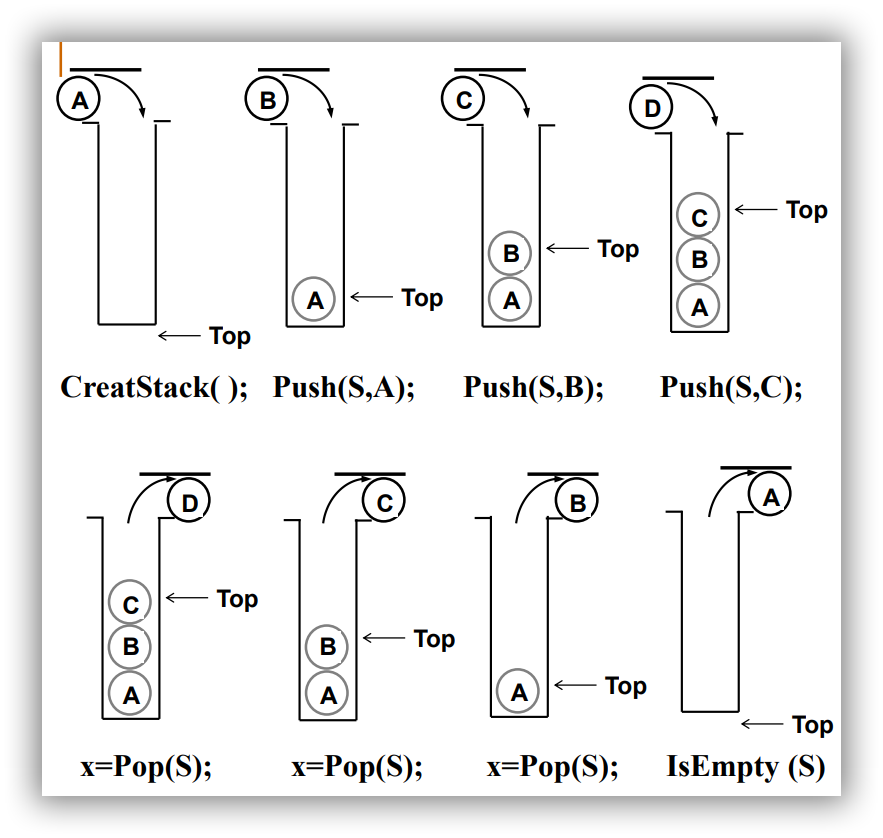 A
B
C
D
C
Top
B
Top
B
A
Top
A
A
Top
CreatStack( ); Push(S,A); Push(S,B); Push(S,C);
D
C
B
A
C
Top
B
B
Top
A
A
A
Top
Top
x=Pop(S); x=Pop(S); x=Pop(S); IsEmpty (S)